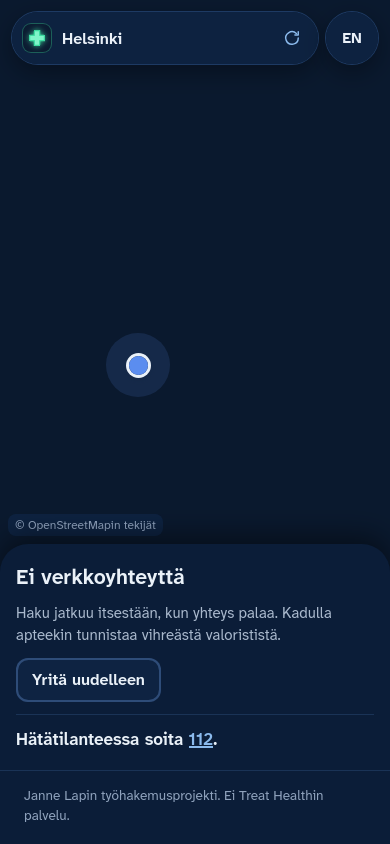 Helsinki
EN
© OpenStreetMapin tekijät
Ei verkkoyhteyttä
Haku jatkuu itsestään, kun yhteys palaa. Kadulla
apteekin tunnistaa vihreästä valorististä.
Yritä uudelleen
Hätätilanteessa soita 112.
Janne Lapin työhakemusprojekti. Ei Treat Healthin
palvelu.